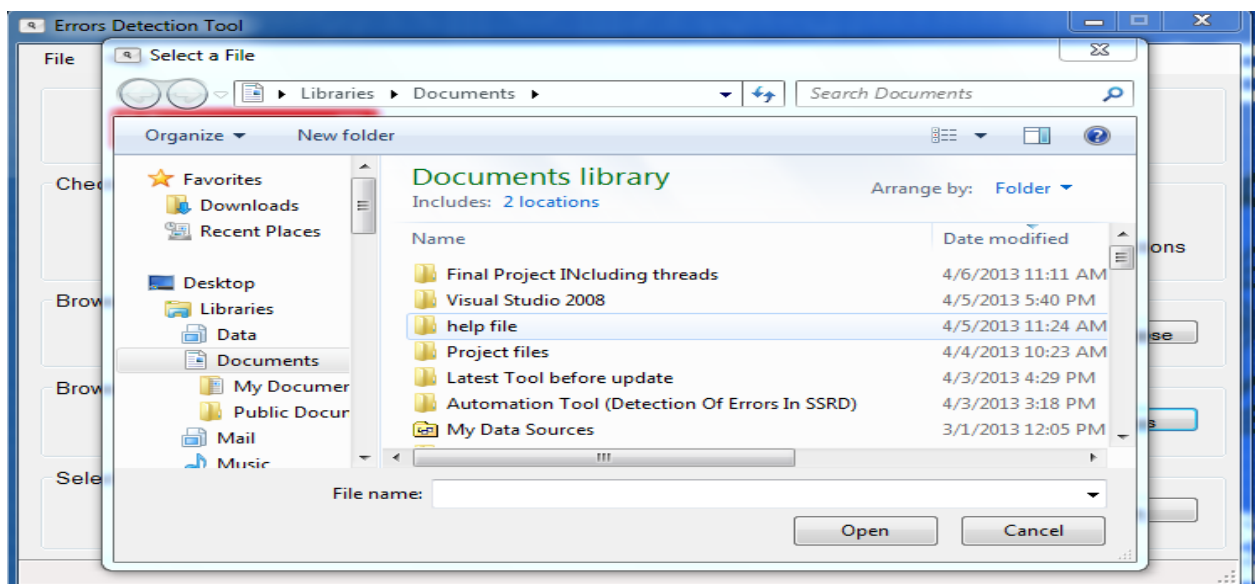 Errors Detection Tool
File
Select a File
Libraries Documents
Search Documents
Organize New folder
Favorites
Downloads
Recent Places
Desktop
Libraries
Data
Documents
My Documer
Public Docur
Mail
Music
Documents library
Includes: 2 locations
Arrange by: Folder
Name Date modified
Final Project INcluding threads 4/6/2013 11:11 AM
Visual Studio 2008 4/5/2013 5:40 PM
help file 4/5/2013 11:24 AM
Project files 4/4/2013 10:23 AM
Latest Tool before update 4/3/2013 4:29 PM
Automation Tool (Detection Of Errors In SSRD) 4/3/2013 3:18 PM
My Data Sources 3/1/2013 12:05 PM
File name:
Open Cancel
Chec
ons
Brow
se
Brow
s
Sele